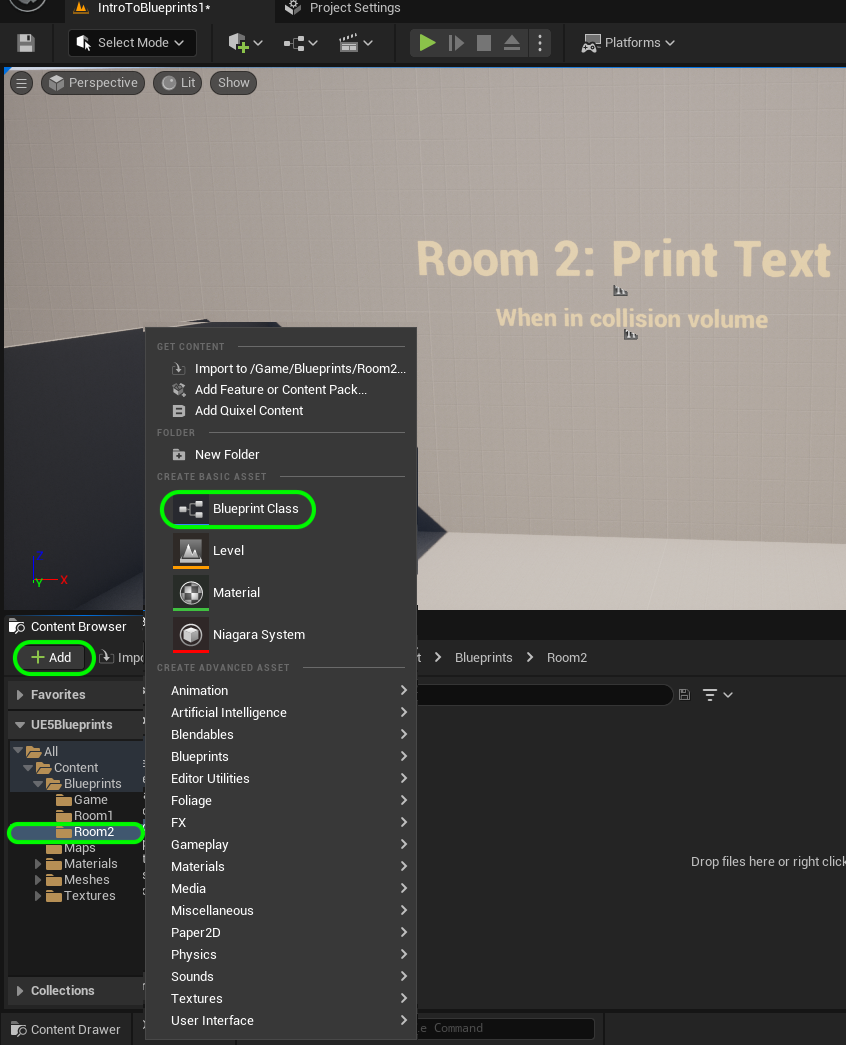 IntroToBlueprints1*
Project Settings
Select Mode
Platforms
Perspective
Lit
Show
Room 2: Print Text
When in collision volume
GET CONTENT
Import to /Game/Blueprints/Room2...
Add Feature or Content Pack...
Add Quixel Content
FOLDER
New Folder
CREATE BASIC ASSET
Blueprint Class
Level
Material
Niagara System
CREATE ADVANCED ASSET
Animation
Artificial Intelligence
Blendables
Blueprints
Editor Utilities
Foliage
FX
Gameplay
Materials
Media
Miscellaneous
Paper2D
Physics
Sounds
Textures
User Interface
Z
X
Y
Content Browser
Add
Impo
Blueprints
Room2
Favorites
UE5Blueprints
All
Content
Blueprints
Game
Room1
Room2
Maps
Materials
Meshes
Textures
Drop files here or right click
Collections
Content Drawer
le Command